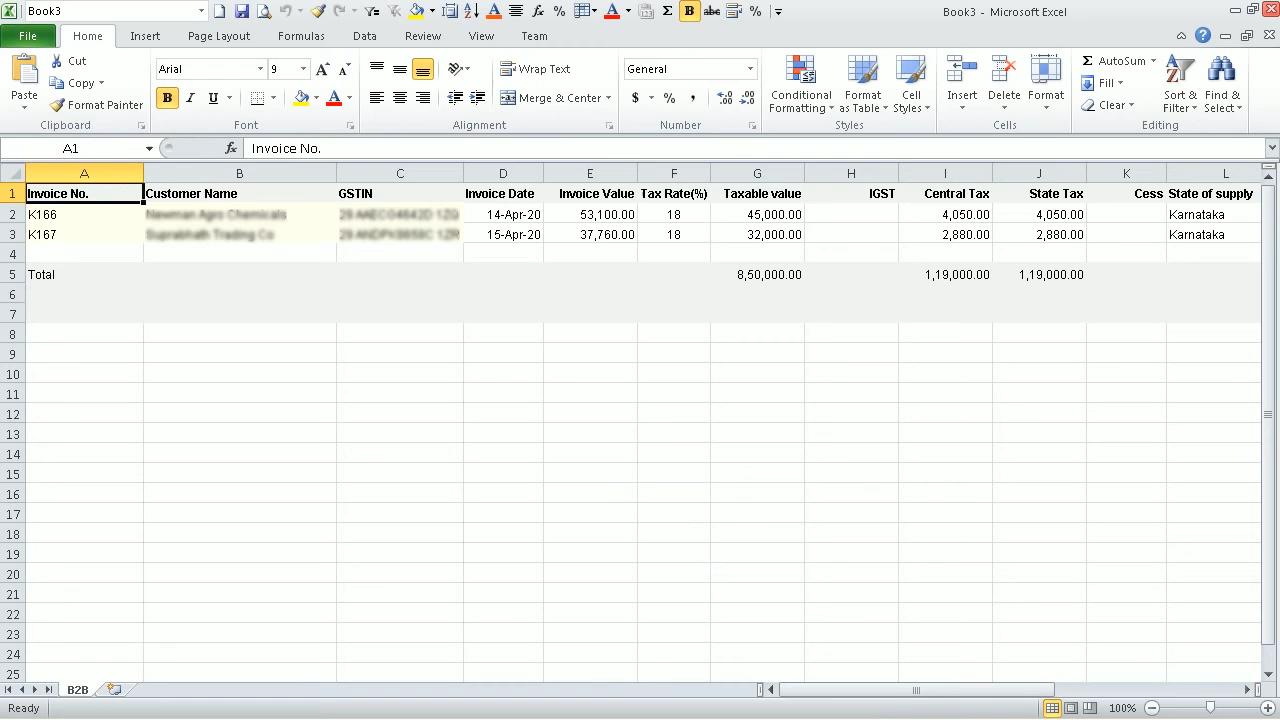 Book3
Book3 - Microsoft Excel
File Home Insert Page Layout Formulas Data Review View Team
Paste Cut Copy Format Painter Clipboard
Arial 9 Font
Wrap Text Merge & Center Alignment
General Number
Conditional Formatting Format as Table Cell Styles Styles
Insert Delete Format Cells
AutoSum Fill Clear Sort & Filter Find & Select Editing
A1 fx Invoice No.
A B C D E F G H I J K L
1 Invoice No. Customer Name GSTIN Invoice Date Invoice Value Tax Rate(%) Taxable value IGST Central Tax State Tax Cess State of supply
2 K166 14-Apr-20 53,100.00 18 45,000.00 4,050.00 4,050.00 Karnataka
3 K167 15-Apr-20 37,760.00 18 32,000.00 2,880.00 2,880.00 Karnataka
4
5 Total 8,50,000.00 1,19,000.00 1,19,000.00
6
7
8
9
10
11
12
13
14
15
16
17
18
19
20
21
22
23
24
25
B2B
Ready 100%